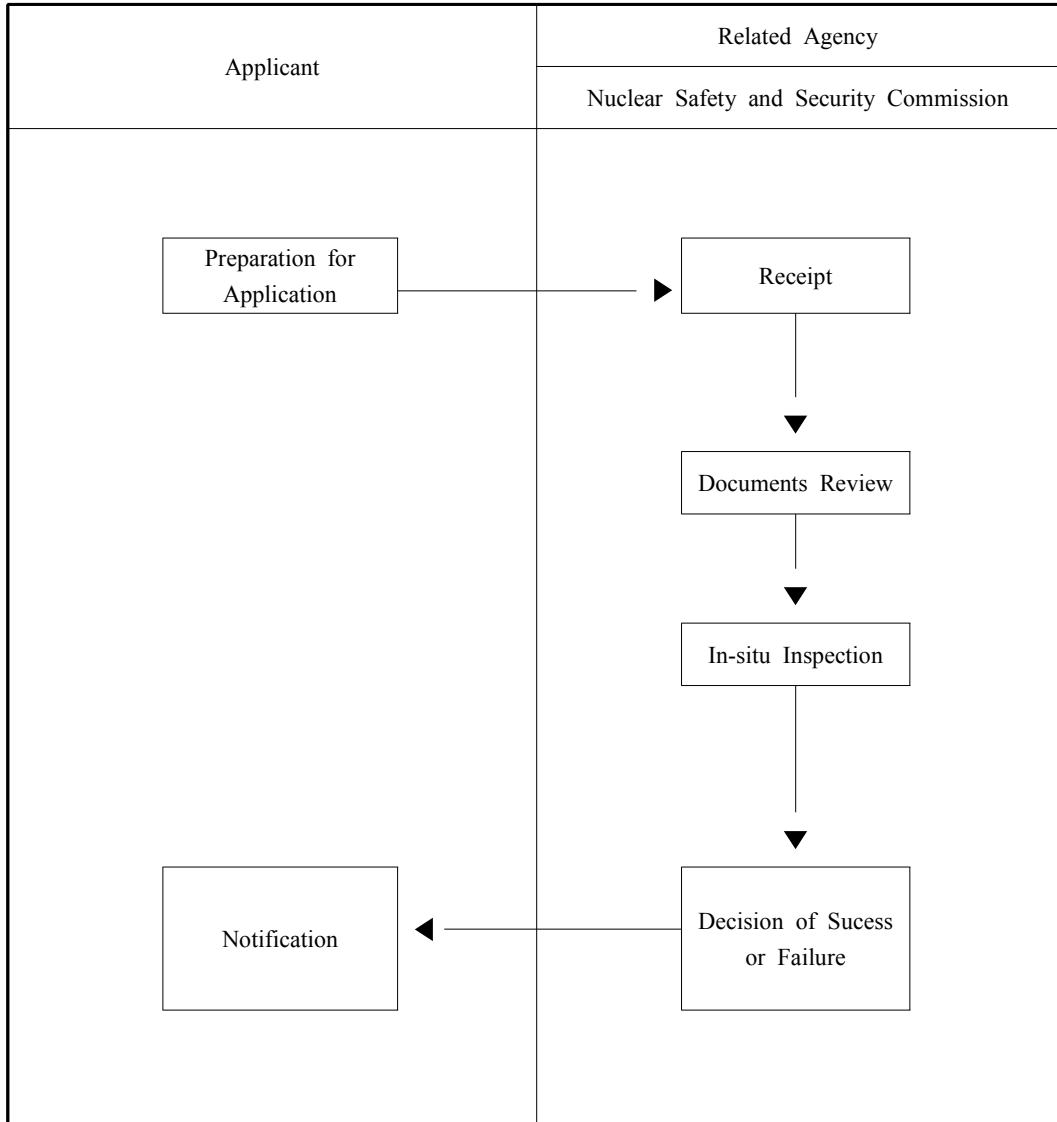 Applicant
Related Agency
Nuclear Safety and Security Commission
Preparation for
Application
Receipt
Documents Review
In-situ Inspection
Notification
Decision of Sucess
or Failure